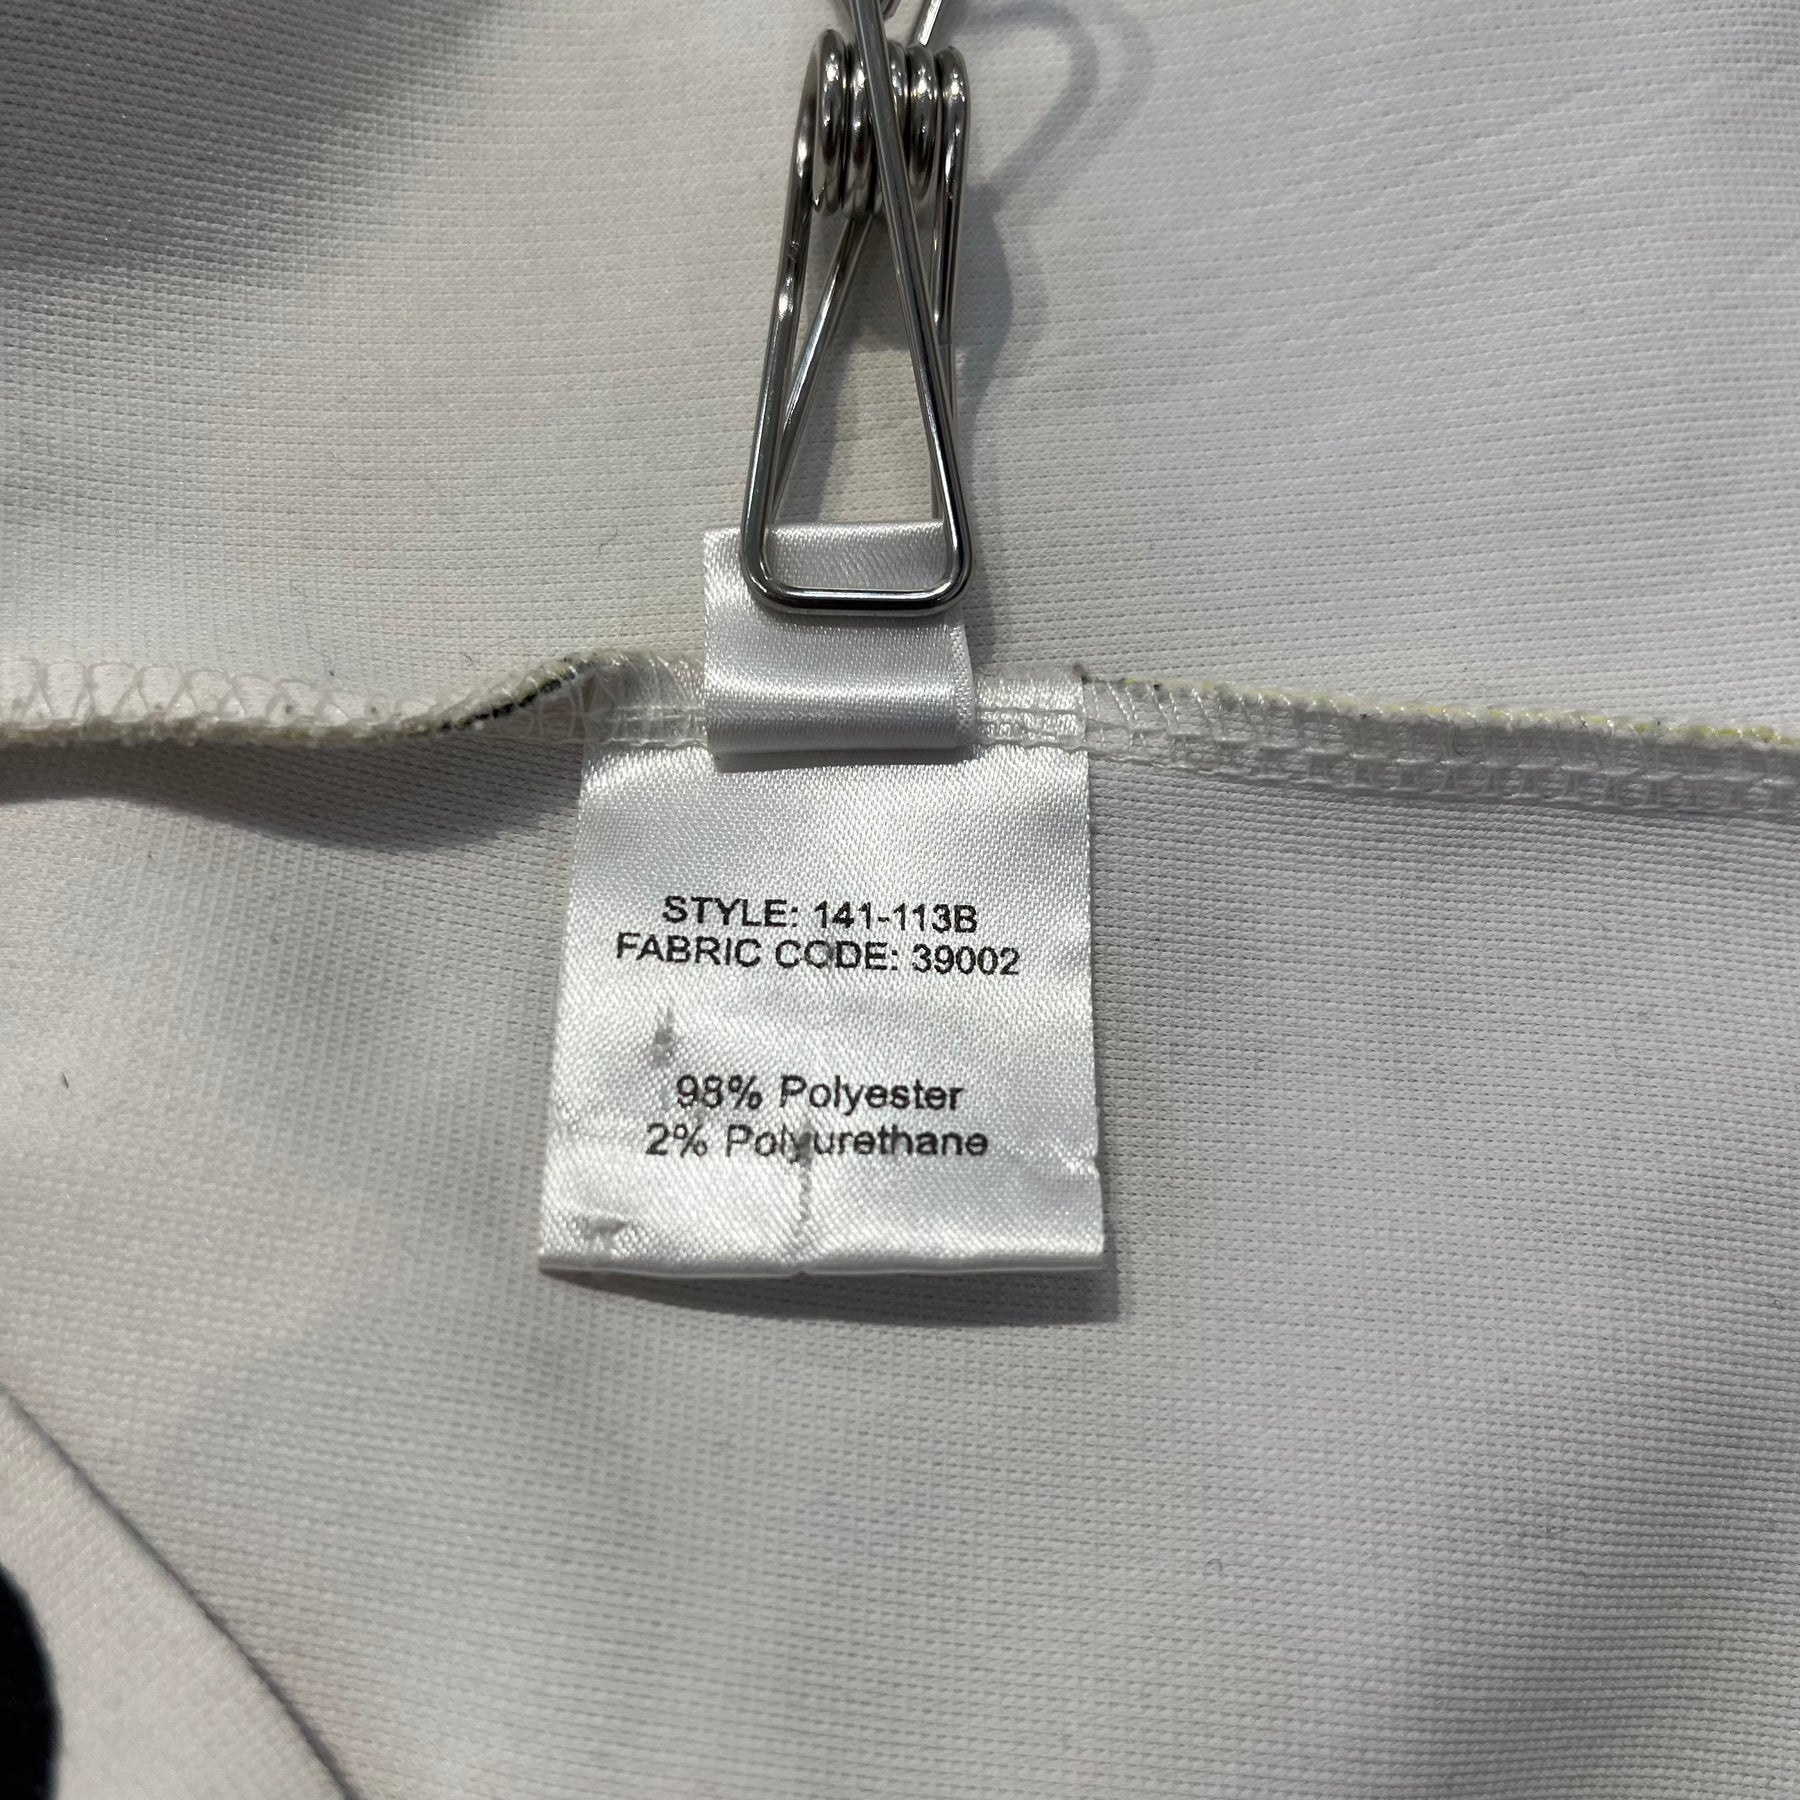 STYLE: 141-113B
FABRIC CODE: 39002
98% Polyester
2% Polyurethane